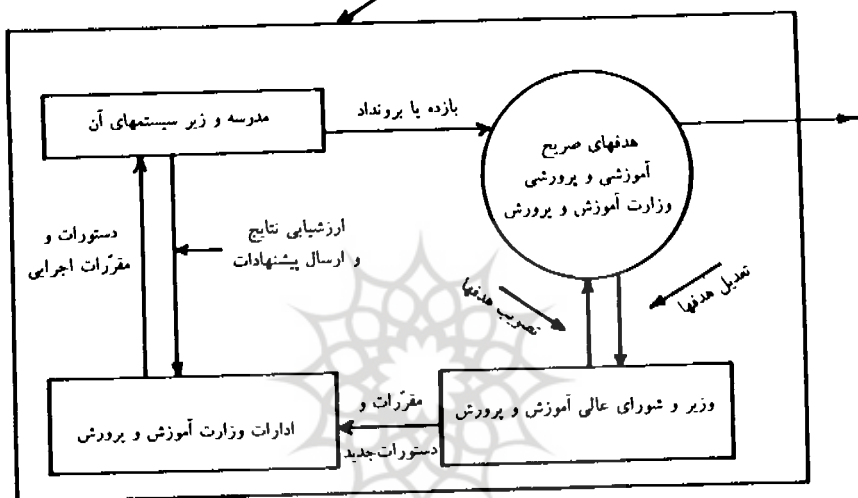 مدرسه و زیر سیستمهای آن
بازده یا برونداد
هدفهای صریح
آموزشی و پرورشی
وزارت آموزش و پرورش
دستورات و
مقرّرات اجرایی
ارزشیابی نتایج
و ارسال پیشنهادات
تصویب هدفها
تعدیل هدفها
وزیر و شورای عالی آموزش و پرورش
مقرّرات و
دستورات جدید
ادارات وزارت آموزش و پرورش